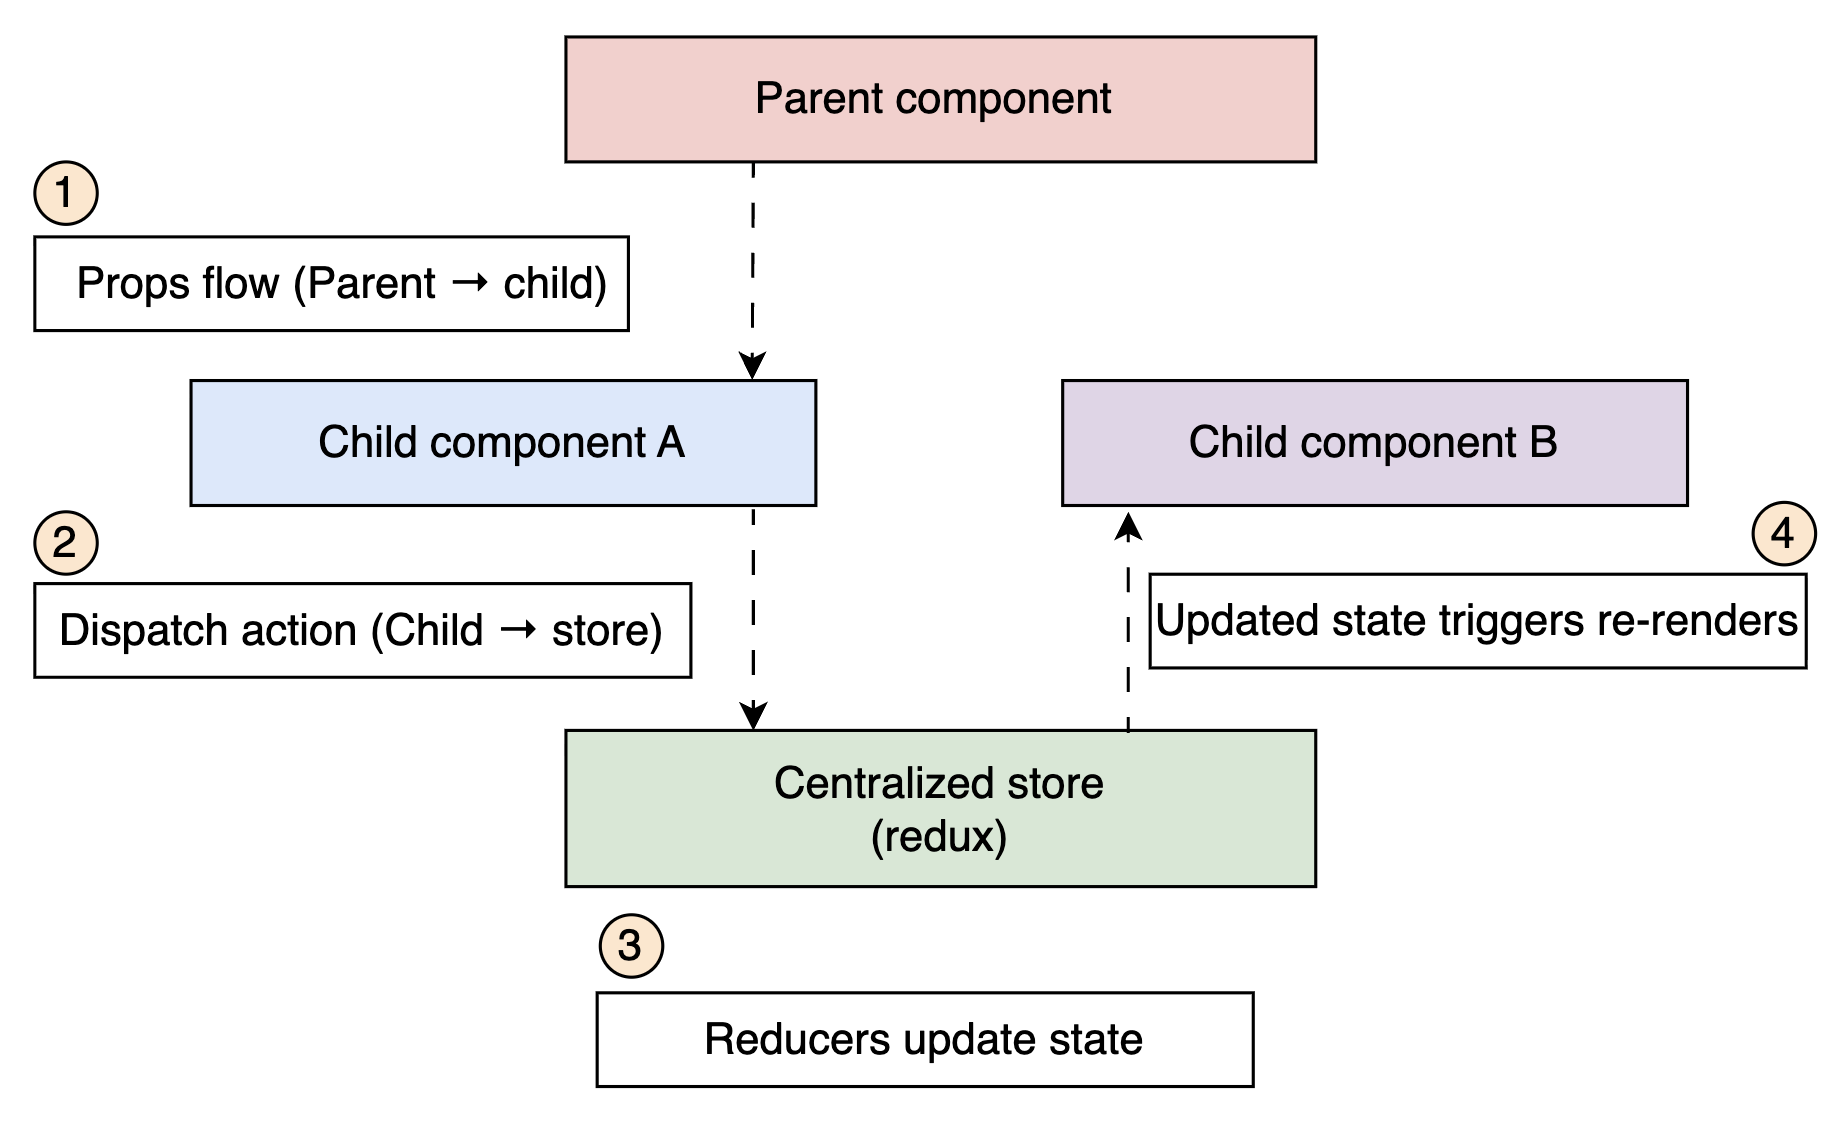 Parent component
1
Props flow (Parent → child)
Child component A
Child component B
2
Dispatch action (Child → store)
4
Updated state triggers re-renders
Centralized store
(redux)
3
Reducers update state